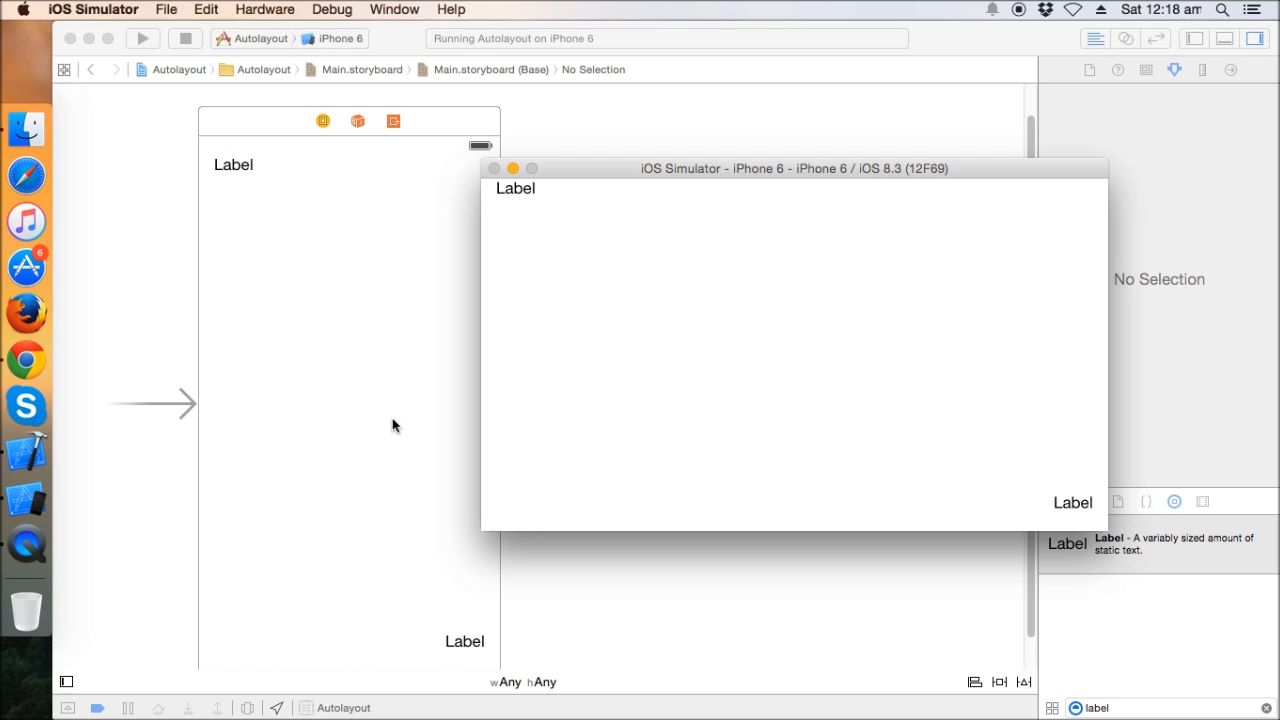 iOS Simulator File Edit Hardware Debug Window Help Sat 12:18 am
Autolayout iPhone 6 Running Autolayout on iPhone 6
Autolayout Autolayout Main.storyboard Main.storyboard (Base) No Selection
Label
iOS Simulator - iPhone 6 - iPhone 6 / iOS 8.3 (12F69)
Label
6
No Selection
S
Label
Label Label - A variably sized amount of
static text.
Label
wAny hAny
Autolayout label